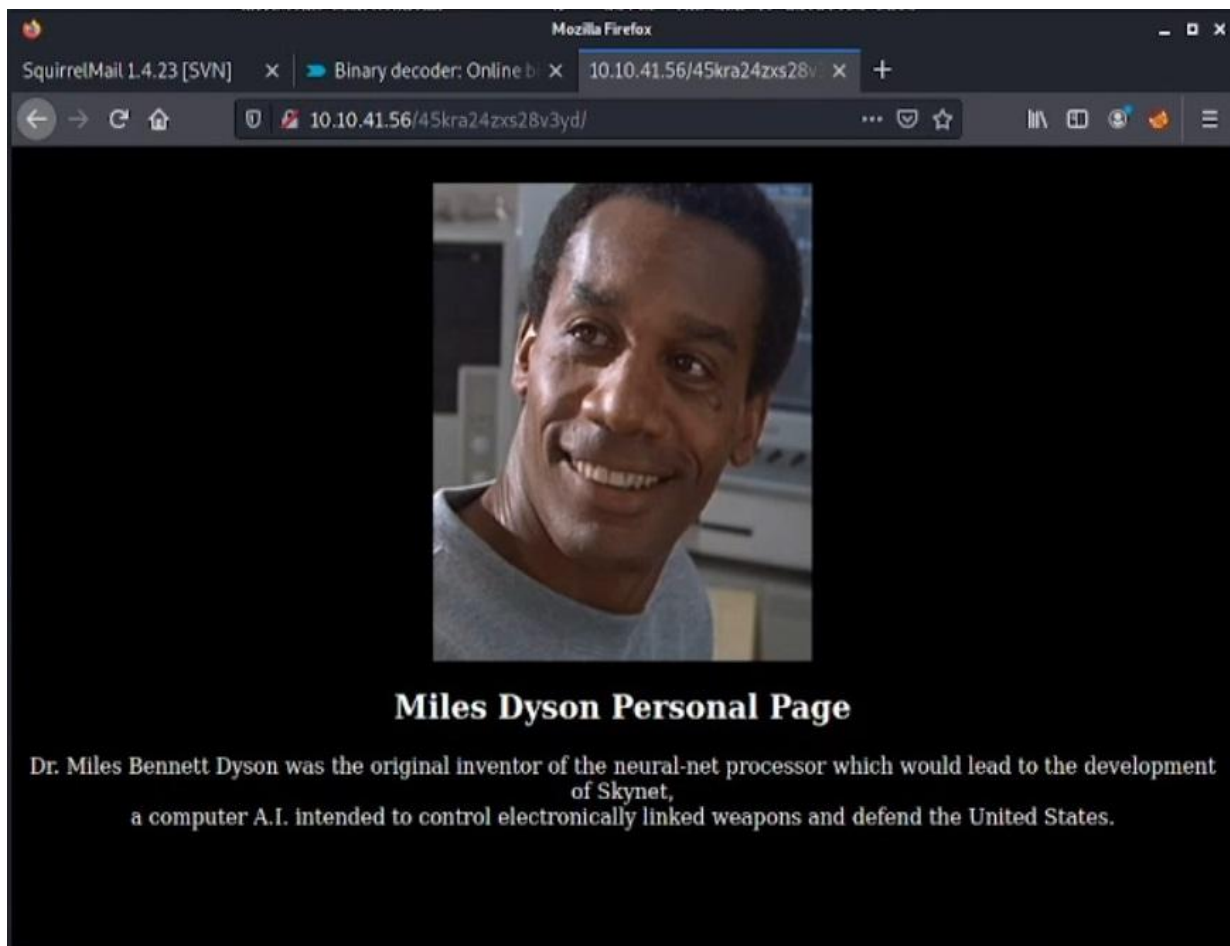 Mozilla Firefox
SquirrelMail 1.4.23 [SVN]
Binary decoder: Online b
10.10.41.56/45kra24zxs28v
10.10.41.56/45kra24zxs28v3yd/
Miles Dyson Personal Page
Dr. Miles Bennett Dyson was the original inventor of the neural-net processor which would lead to the development
of Skynet,
a computer A.I. intended to control electronically linked weapons and defend the United States.